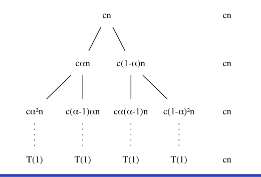 cn cn
cαn c(1-α)n cn
cα²n c(α-1)αn cα(α-1)n c(1-α)²n cn
T(1) T(1) T(1) T(1) cn